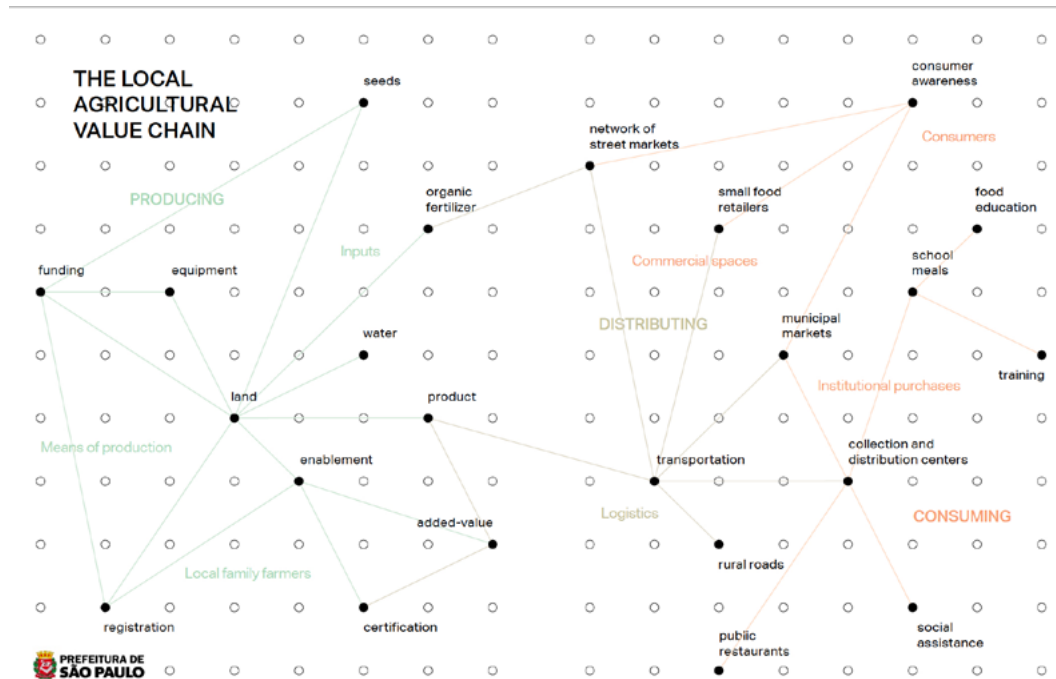 THE LOCAL
AGRICULTURAL
VALUE CHAIN
seeds
consumer
awareness
network of
street markets
Consumers
PRODUCING
organic
fertilizer
small food
retailers
food
education
Inputs
Commercial spaces
funding
equipment
school
meals
water
DISTRIBUTING
municipal
markets
training
land
product
Institutional purchases
Means of production
enablement
transportation
collection and
distribution centers
added-value
Logistics
CONSUMING
Local family farmers
rural roads
registration
certification
public
restaurants
social
assistance
PREFEITURA DE
SÃO PAULO